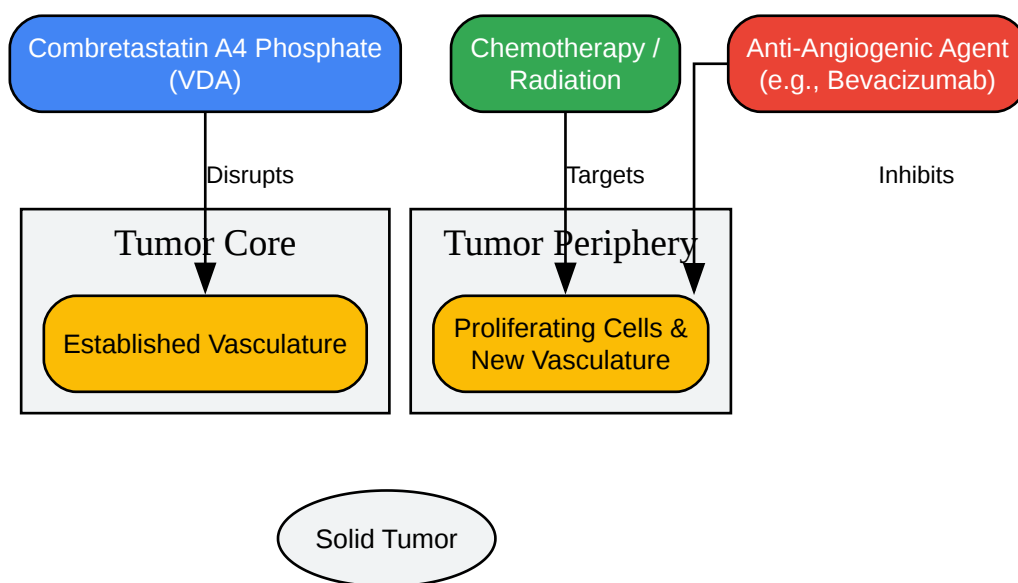 Combretastatin A4 Phosphate
(VDA)
Chemotherapy /
Radiation
Anti-Angiogenic Agent
(e.g., Bevacizumab)
Disrupts
Targets
Inhibits
Tumor Core
Tumor Periphery
Established Vasculature
Proliferating Cells &
New Vasculature
Solid Tumor